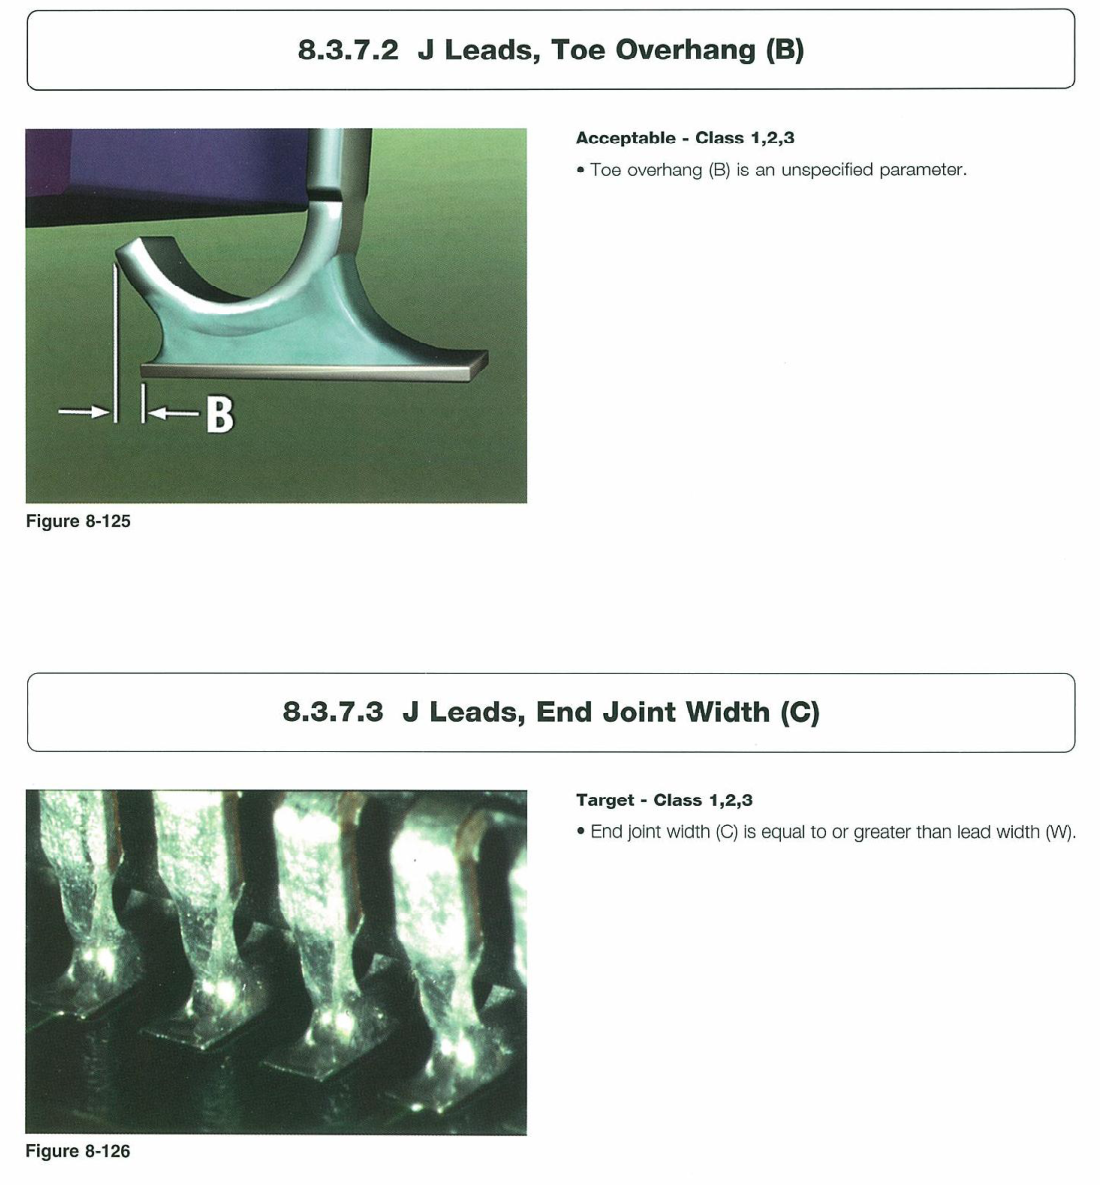 8.3.7.2 J Leads, Toe Overhang (B)
Acceptable - Class 1,2,3
• Toe overhang (B) is an unspecified parameter.
B
Figure 8-125
8.3.7.3 J Leads, End Joint Width (C)
Target - Class 1,2,3
• End joint width (C) is equal to or greater than lead width (W).
Figure 8-126